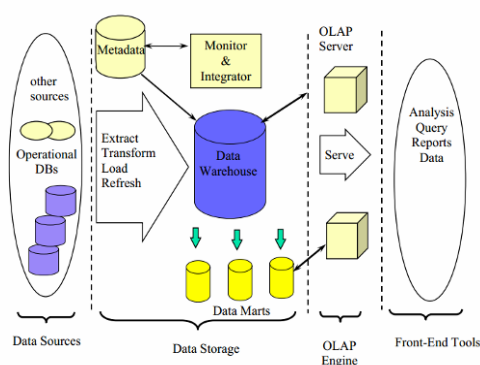 OLAP
Server
Metadata
Monitor
&
Integrator
other
sources
Operational
DBs
Extract
Transform
Load
Refresh
Data
Warehouse
Serve
Analysis
Query
Reports
Data
Data Marts
Data Sources
Data Storage
OLAP
Engine
Front-End Tools